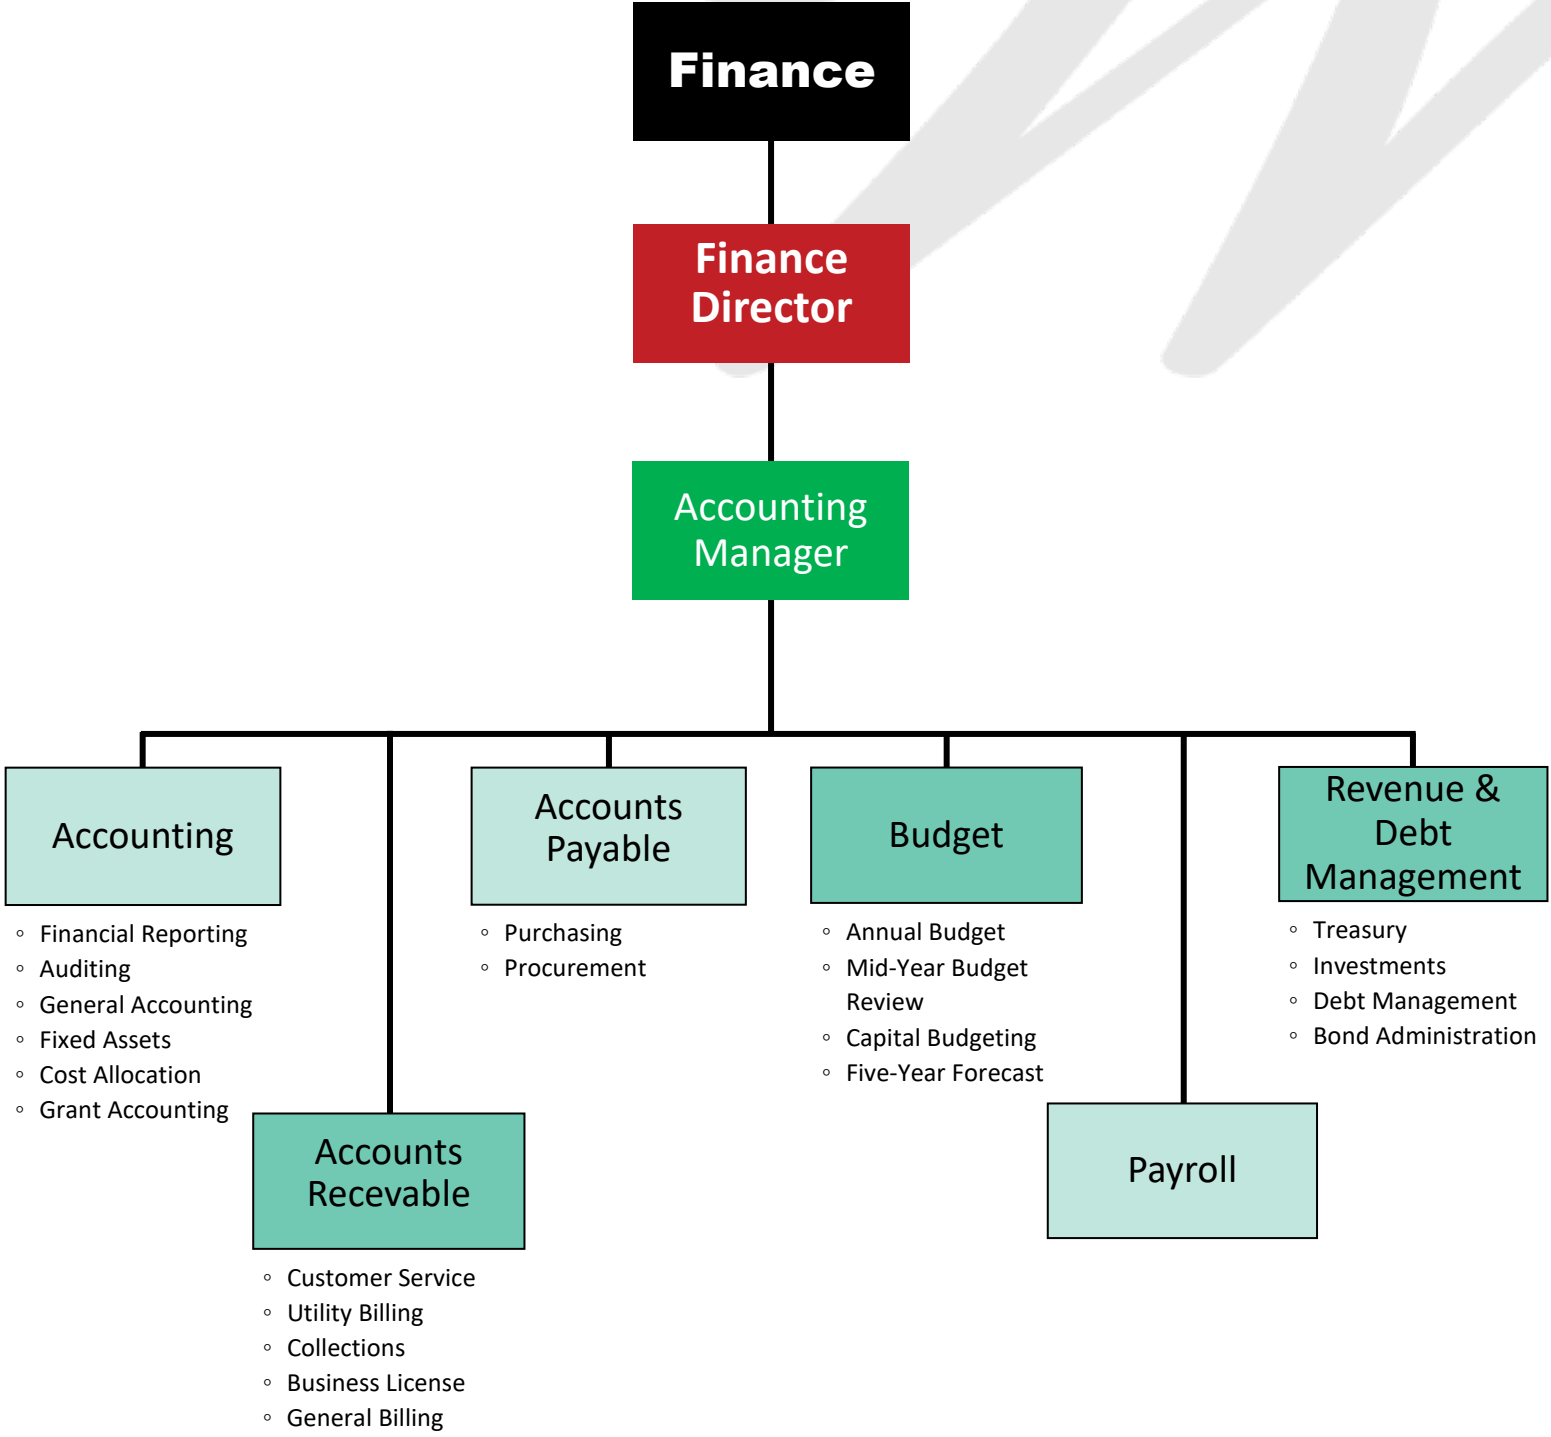 Finance
Finance
Director
Accounting
Manager
Accounting
◦ Financial Reporting
◦ Auditing
◦ General Accounting
◦ Fixed Assets
◦ Cost Allocation
◦ Grant Accounting
Accounts
Recevable
◦ Customer Service
◦ Utility Billing
◦ Collections
◦ Business License
◦ General Billing
Accounts
Payable
◦ Purchasing
◦ Procurement
Budget
◦ Annual Budget
◦ Mid-Year Budget
Review
◦ Capital Budgeting
◦ Five-Year Forecast
Payroll
Revenue &
Debt
Management
◦ Treasury
◦ Investments
◦ Debt Management
◦ Bond Administration